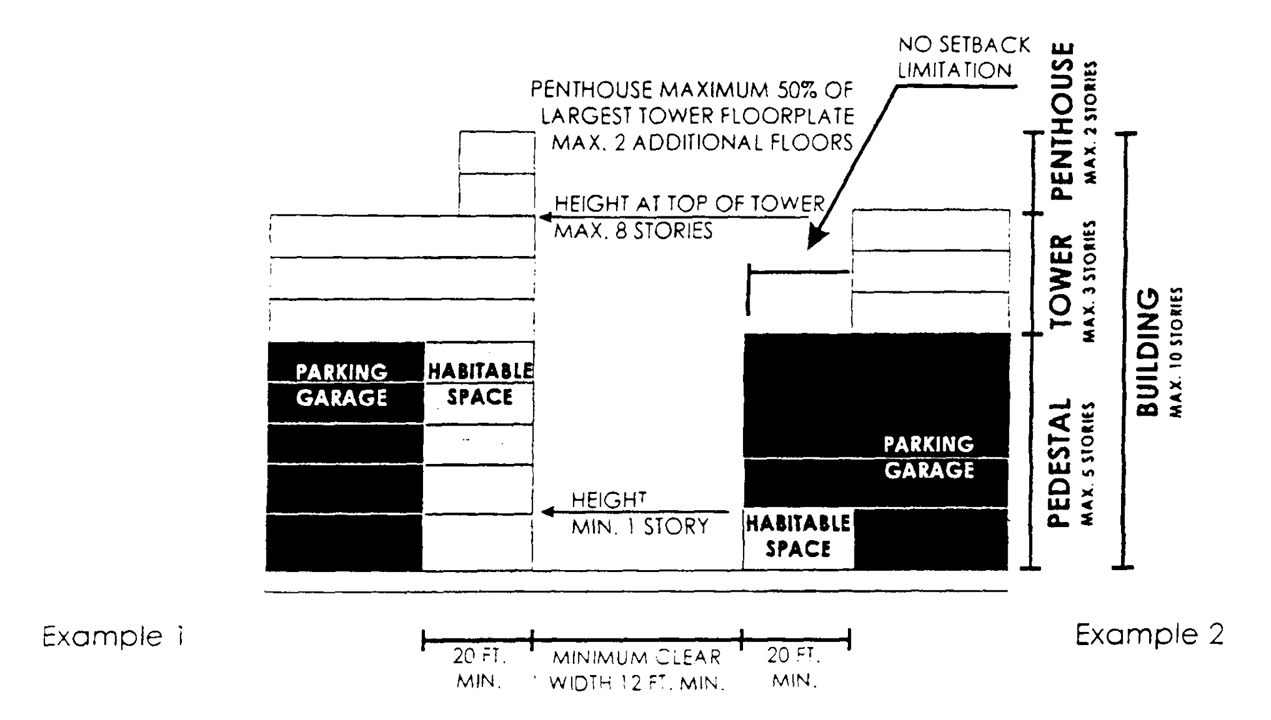 NO SETBACK
LIMITATION
PENTHOUSE MAXIMUM 50% OF
LARGEST TOWER FLOORPLATE
MAX. 2 ADDITIONAL FLOORS
HEIGHT AT TOP OF TOWER
MAX. 8 STORIES
PENTHOUSE
MAX. 2 STORIES
TOWER
MAX. 3 STORIES
BUILDING
MAX. 10 STORIES
PEDESTAL
MAX. 5 STORIES
PARKING
GARAGE
HABITABLE
SPACE
PARKING
GARAGE
HEIGHT
MIN. 1 STORY
HABITABLE
SPACE
Example 1
Example 2
20 FT.
MIN.
MINIMUM CLEAR
WIDTH 12 FT. MIN.
20 FT.
MIN.